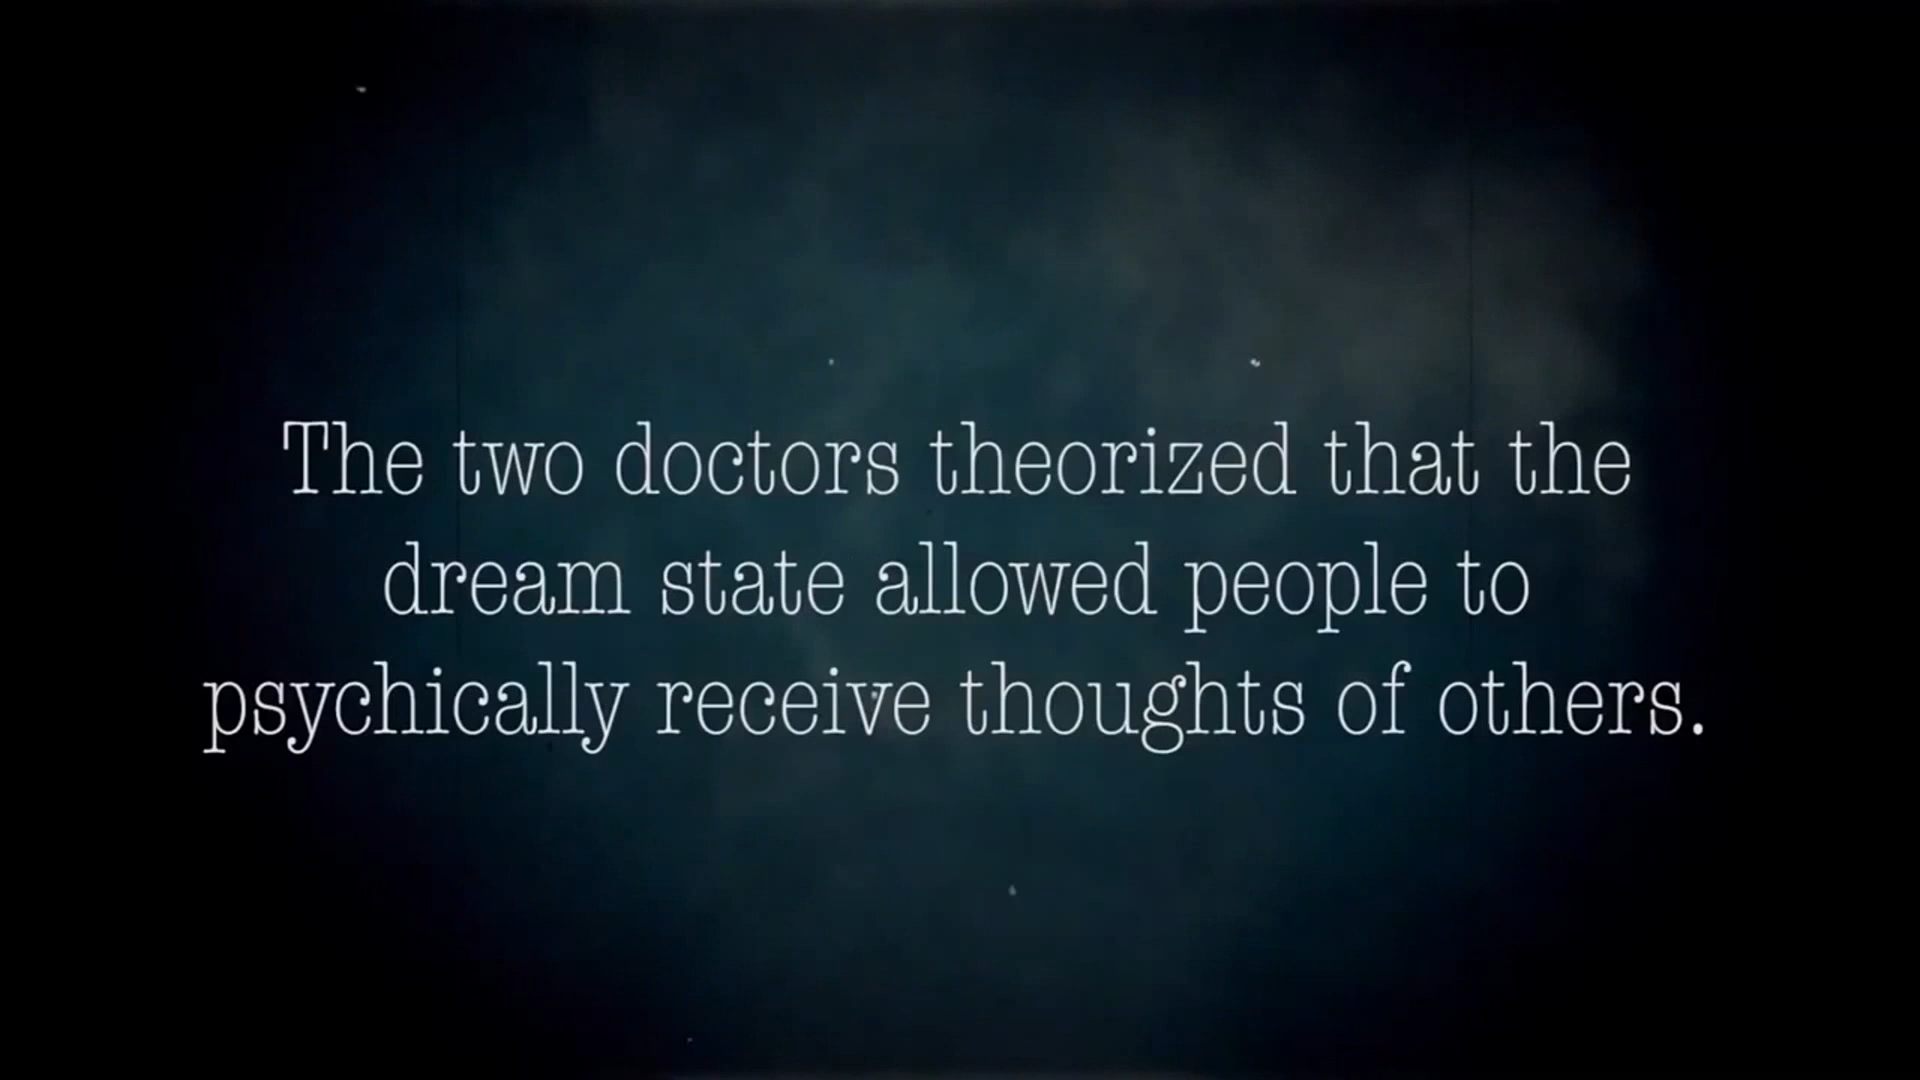 The two doctors theorized that the
dream state allowed people to
psychically receive thoughts of others.